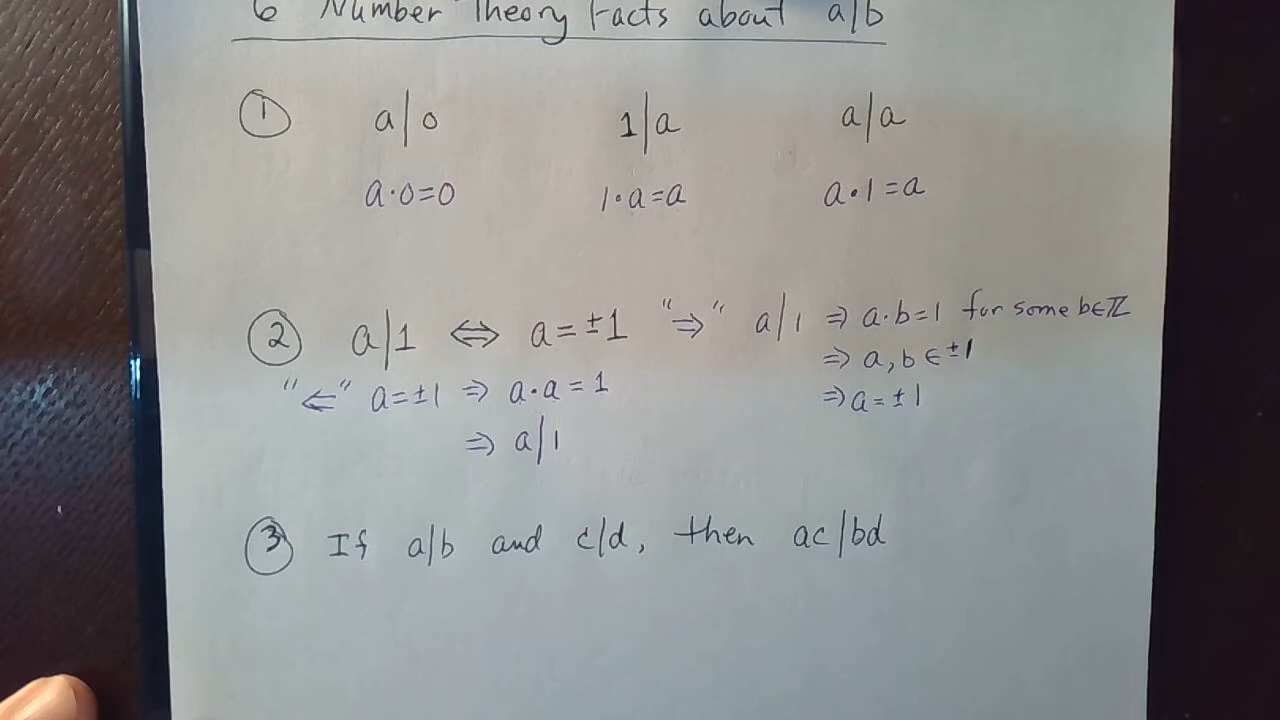 6 Number Theory Facts about a|b
① a|0 1|a a|a
a·0=0 1·a=a a·1=a
② a|1 ⇔ a=±1 "⇒" a|1 ⇒ a·b=1 for some b∈ℤ
⇒ a,b ∈ ±1
"⇐" a=±1 ⇒ a·a=1 ⇒ a=±1
⇒ a|1
③ If a|b and c|d, then ac|bd